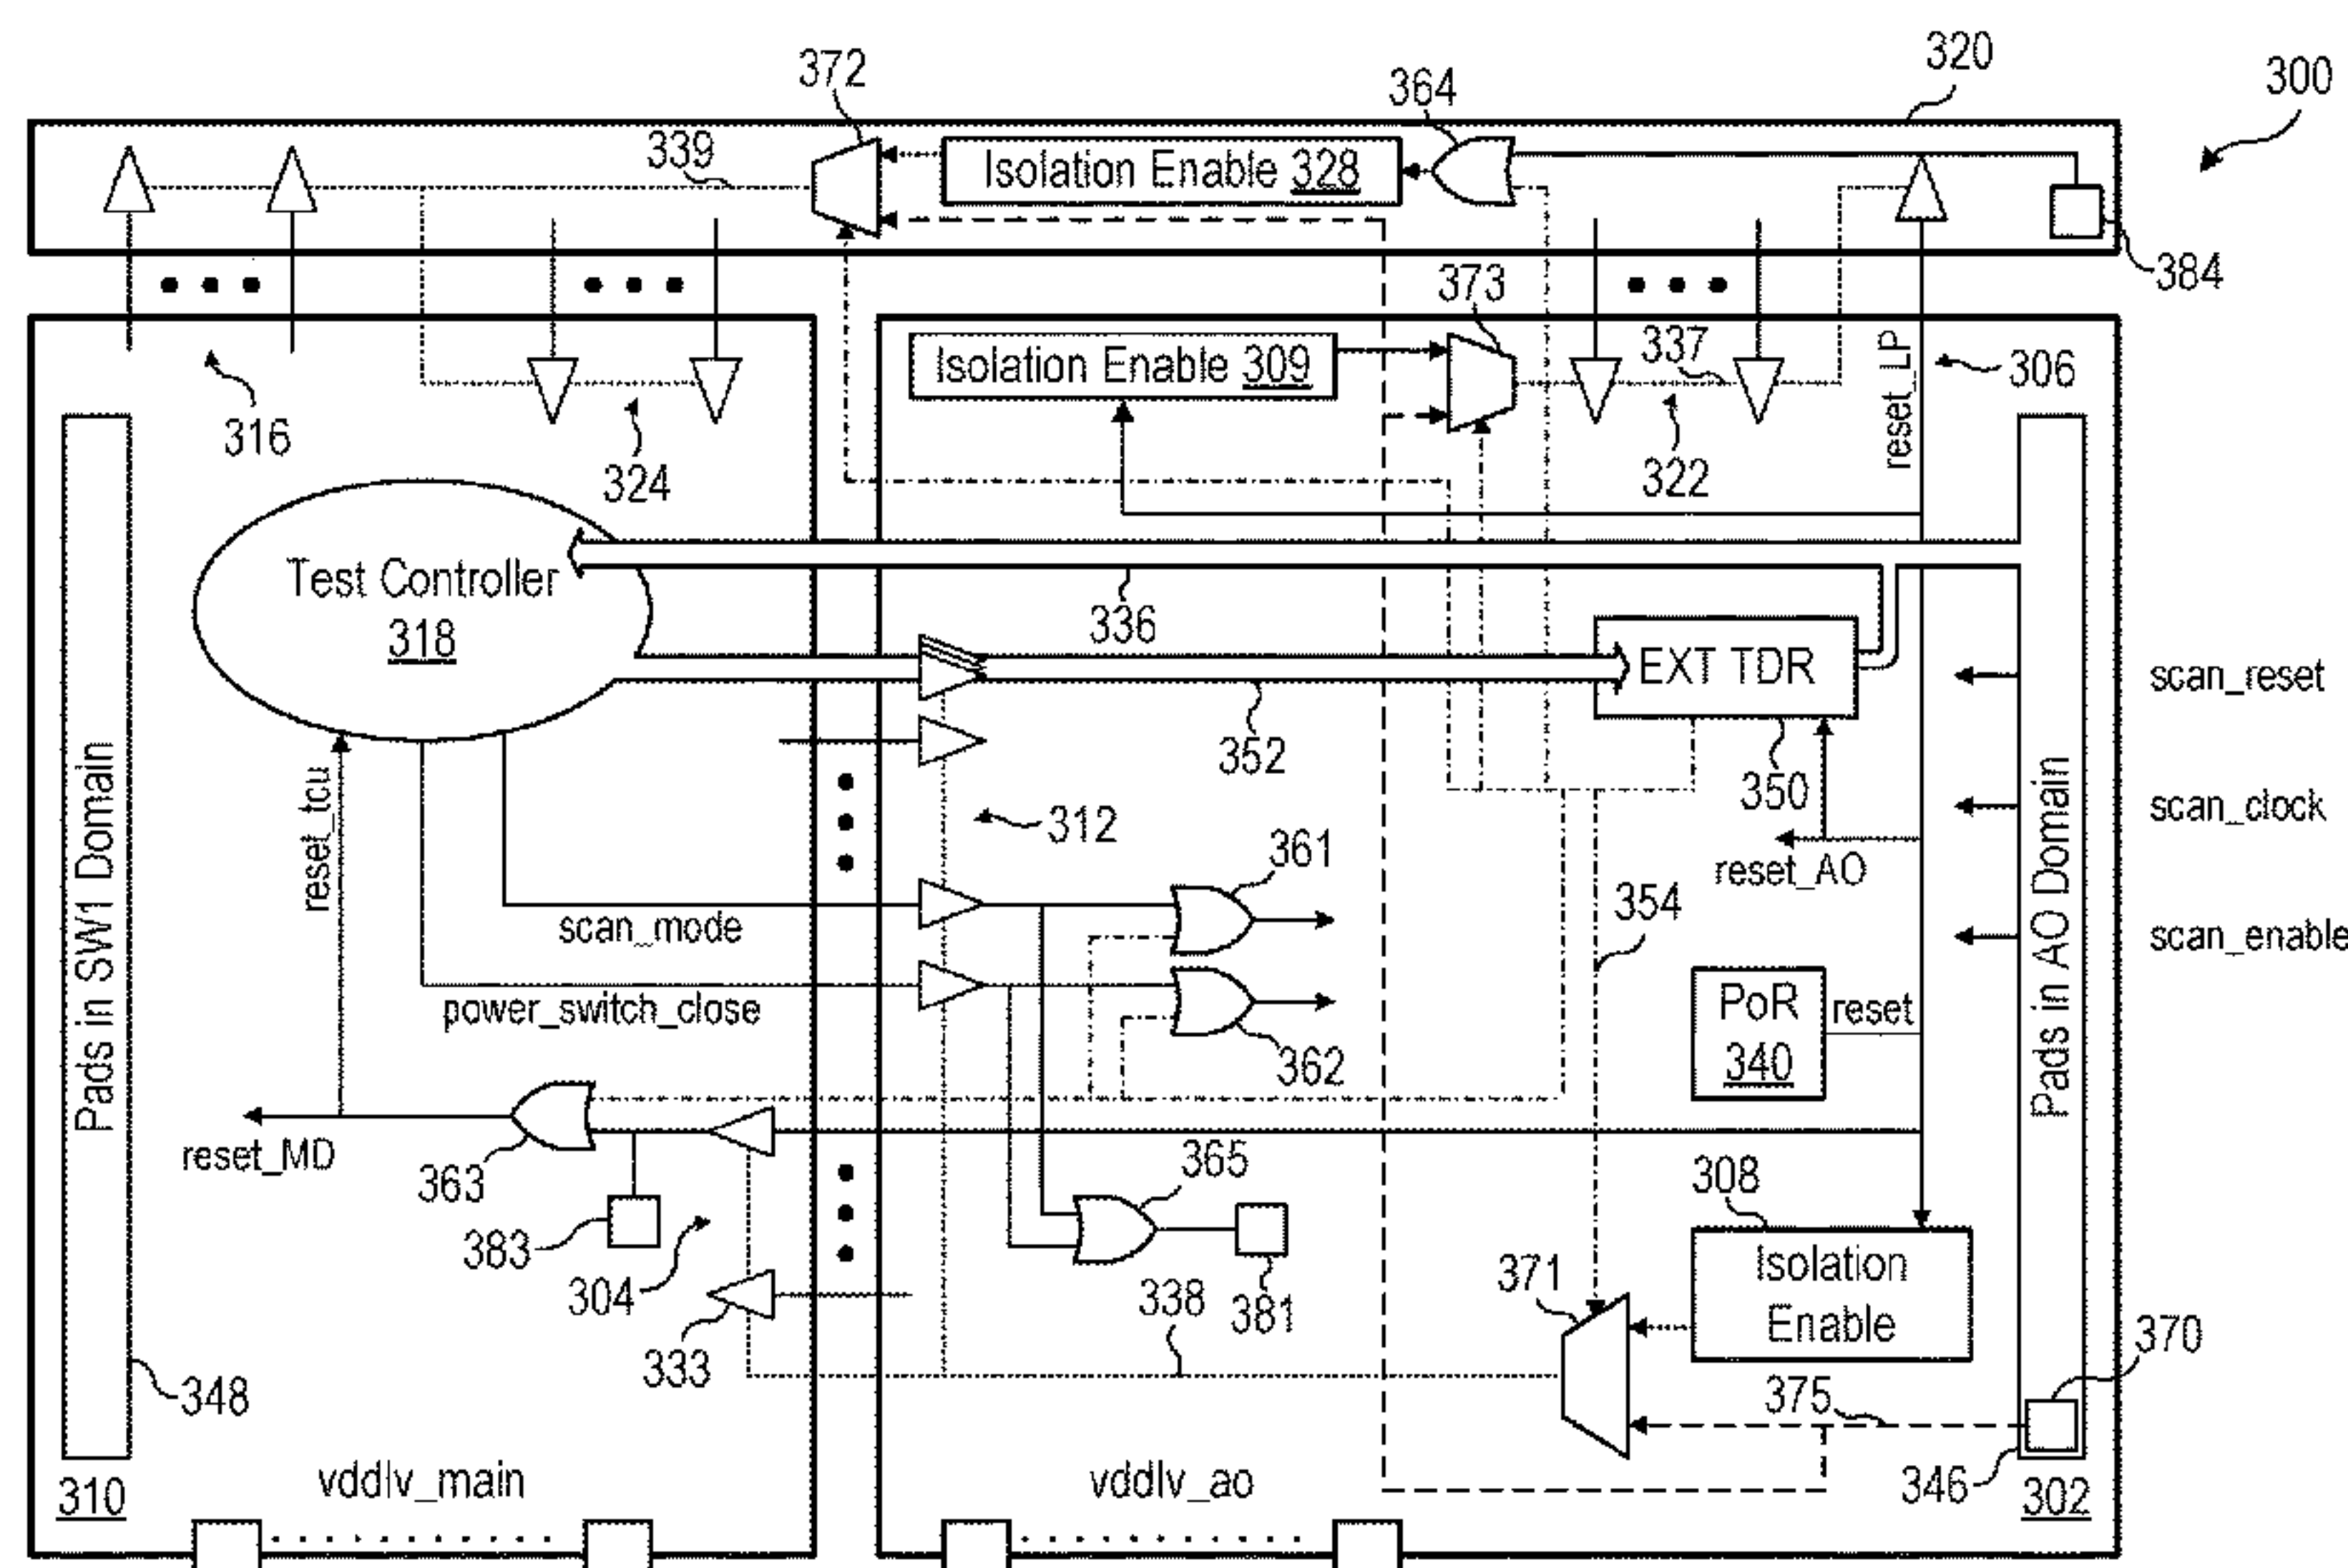 320
300
372
364
339
Isolation Enable 328
384
373
Isolation Enable 309
337
reset_LP
306
316
324
322
Test Controller
318
336
EXT TDR
scan_reset
352
350
Pads in SW1 Domain
reset_tcu
312
reset_AO
scan_clock
361
354
Pads in AO Domain
scan_mode
scan_enable
power_switch_close
362
PoR
340
reset
reset_MD
363
365
308
383
304
Isolation
Enable
371
338
381
333
370
348
375
346
310
vddlv_main
vddlv_ao
302